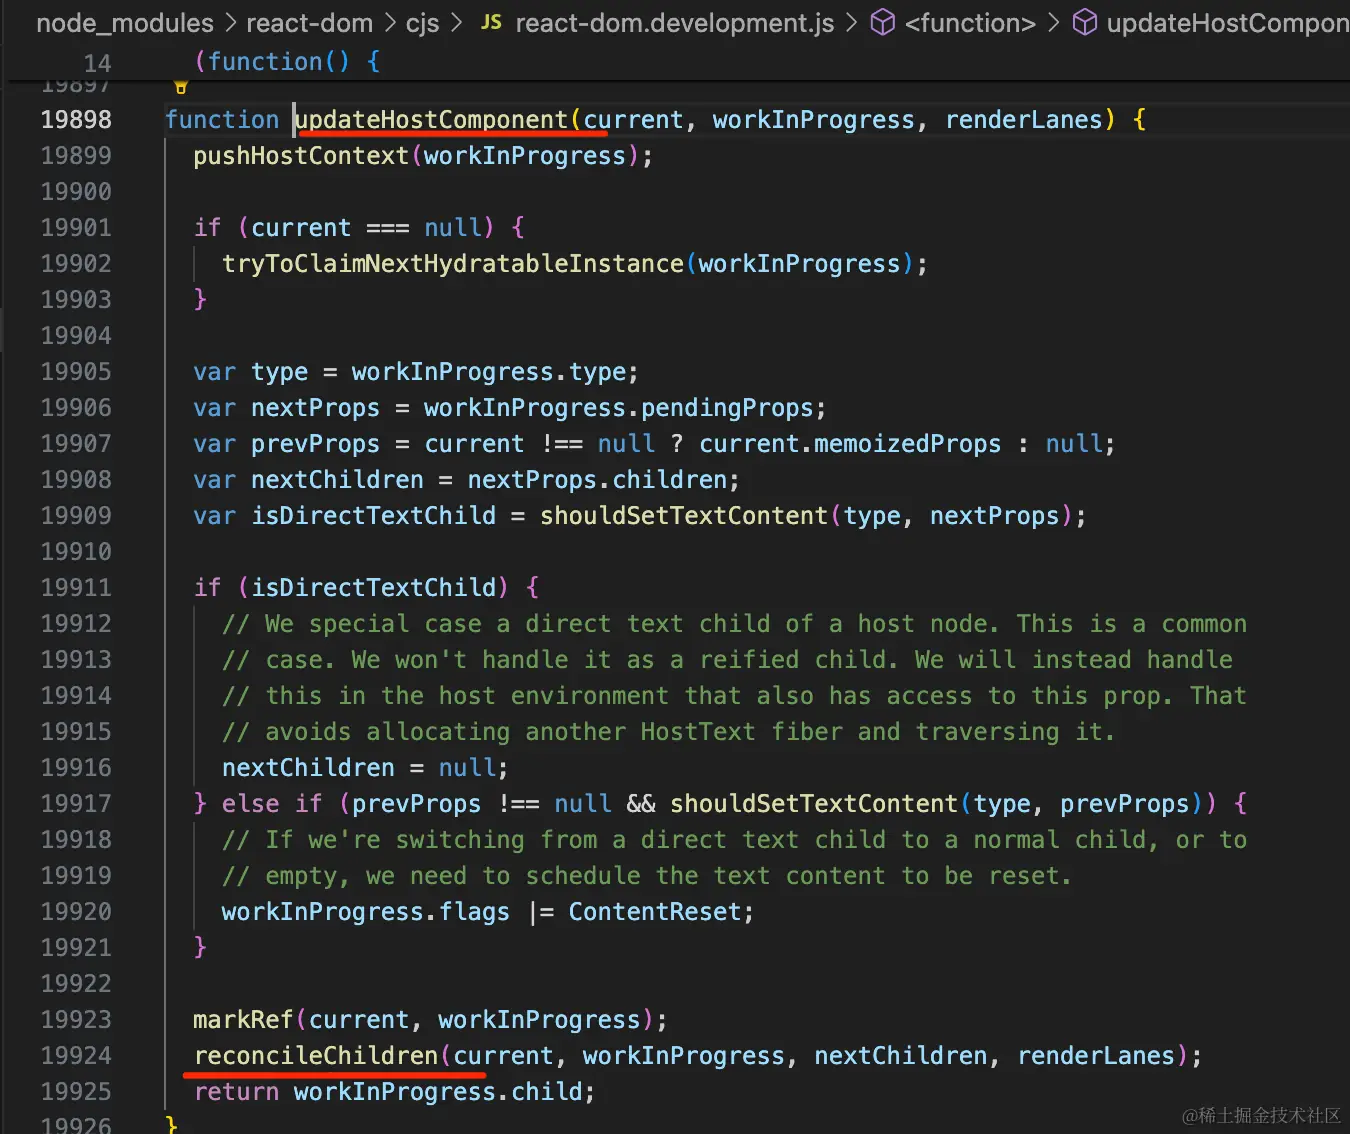 node_modules > react-dom > cjs > JS react-dom.development.js > <function> > updateHostCompon
14 (function() {
19897
19898 function updateHostComponent(current, workInProgress, renderLanes) {
19899 pushHostContext(workInProgress);
19900
19901 if (current === null) {
19902 tryToClaimNextHydratableInstance(workInProgress);
19903 }
19904
19905 var type = workInProgress.type;
19906 var nextProps = workInProgress.pendingProps;
19907 var prevProps = current !== null ? current.memoizedProps : null;
19908 var nextChildren = nextProps.children;
19909 var isDirectTextChild = shouldSetTextContent(type, nextProps);
19910
19911 if (isDirectTextChild) {
19912 // We special case a direct text child of a host node. This is a common
19913 // case. We won't handle it as a reified child. We will instead handle
19914 // this in the host environment that also has access to this prop. That
19915 // avoids allocating another HostText fiber and traversing it.
19916 nextChildren = null;
19917 } else if (prevProps !== null && shouldSetTextContent(type, prevProps)) {
19918 // If we're switching from a direct text child to a normal child, or to
19919 // empty, we need to schedule the text content to be reset.
19920 workInProgress.flags |= ContentReset;
19921 }
19922
19923 markRef(current, workInProgress);
19924 reconcileChildren(current, workInProgress, nextChildren, renderLanes);
19925 return workInProgress.child;
19926 }
@稀土掘金技术社区